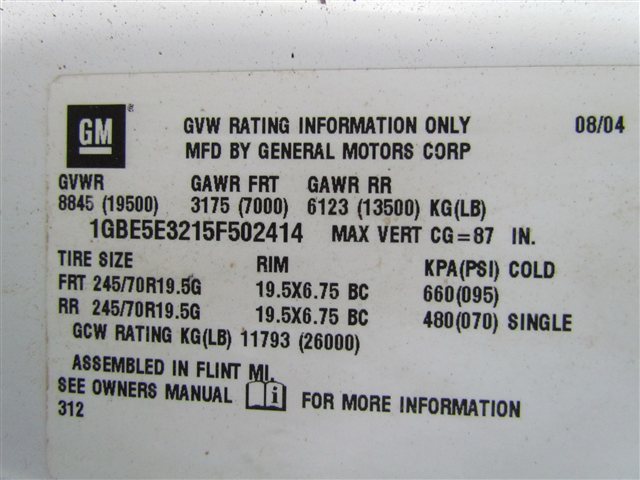 GM ®
GVW RATING INFORMATION ONLY 08/04
MFD BY GENERAL MOTORS CORP
GVWR GAWR FRT GAWR RR
8845 (19500) 3175 (7000) 6123 (13500) KG(LB)
1GBE5E3215F502414 MAX VERT CG=87 IN.
TIRE SIZE RIM KPA(PSI) COLD
FRT 245/70R19.5G 19.5X6.75 BC 660(095)
RR 245/70R19.5G 19.5X6.75 BC 480(070) SINGLE
GCW RATING KG(LB) 11793 (26000)
ASSEMBLED IN FLINT MI.
SEE OWNERS MANUAL i FOR MORE INFORMATION
312